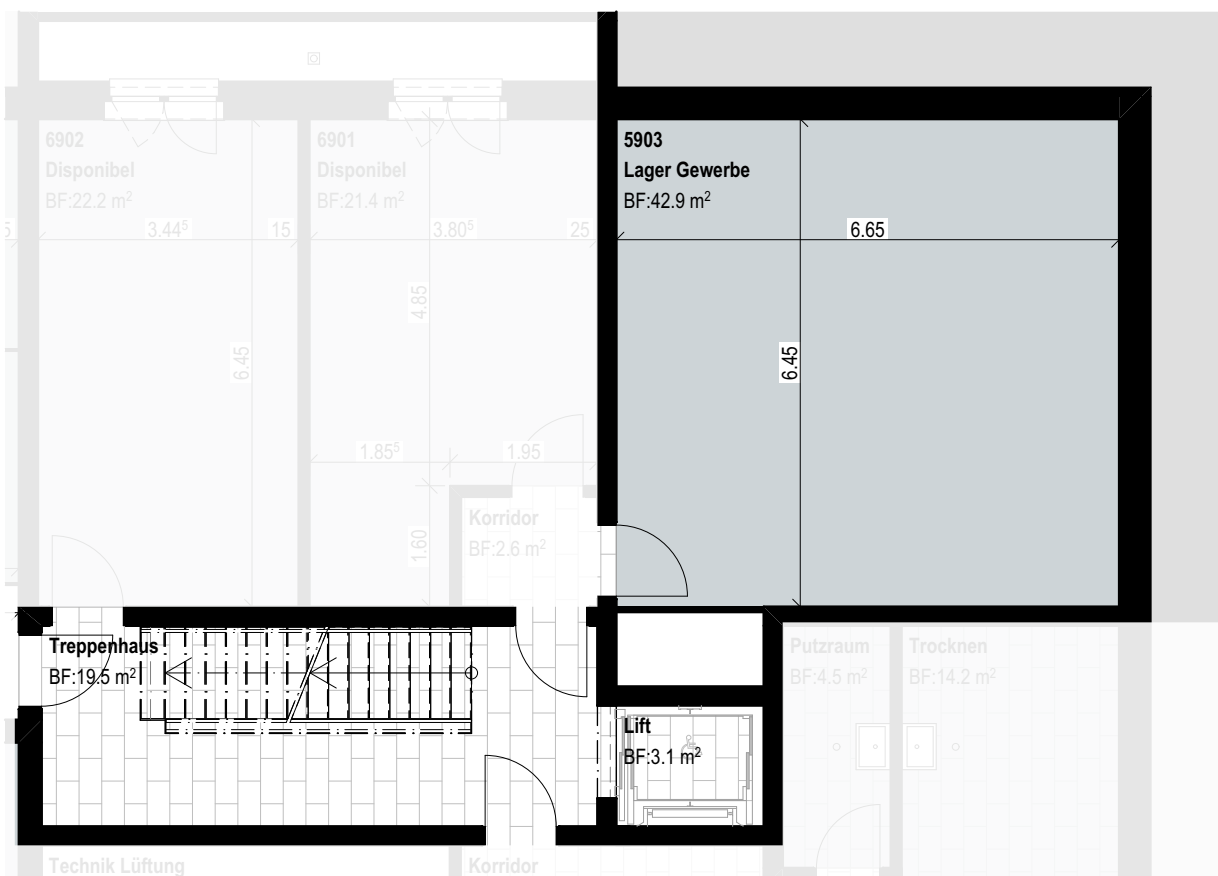 6902
Disponibel
BF:22.2 m²
6901
Disponibel
BF:21.4 m²
5903
Lager Gewerbe
BF:42.9 m²
5
3.44⁵
15
3.80⁵
25
6.65
4.85
6.45
6.45
1.85⁵
1.95
Korridor
BF:2.6 m²
1.60
Treppenhaus
BF:19.5 m²
Putzraum
BF:4.5 m²
Trocknen
BF:14.2 m²
Lift
BF:3.1 m²
Technik Lüftung
Korridor